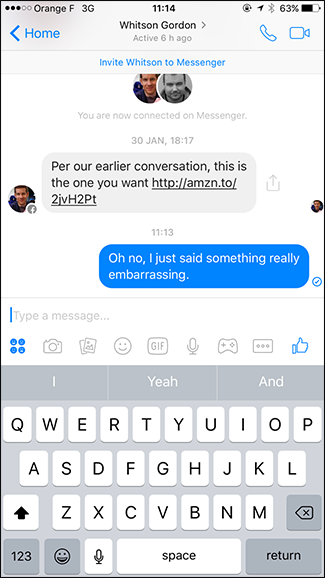 Orange F 3G 11:14 63%
Home Whitson Gordon >
Active 6 h ago
Invite Whitson to Messenger
You are now connected on Messenger.
30 JAN, 18:17
Per our earlier conversation, this is
the one you want http://amzn.to/
2jvH2Pt
11:13
Oh no, I just said something really
embarrassing.
Type a message...
GIF
I Yeah And
Q W E R T Y U I O P
A S D F G H J K L
Z X C V B N M
123 space return